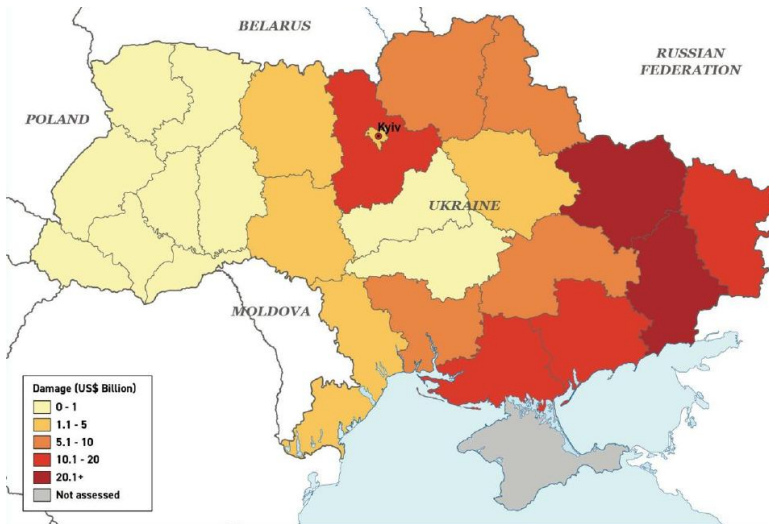 BELARUS
RUSSIAN
FEDERATION
POLAND
Kyiv
UKRAINE
MOLDOVA
Damage (US$ Billion)
0 - 1
1.1 - 5
5.1 - 10
10.1 - 20
20.1+
Not assessed